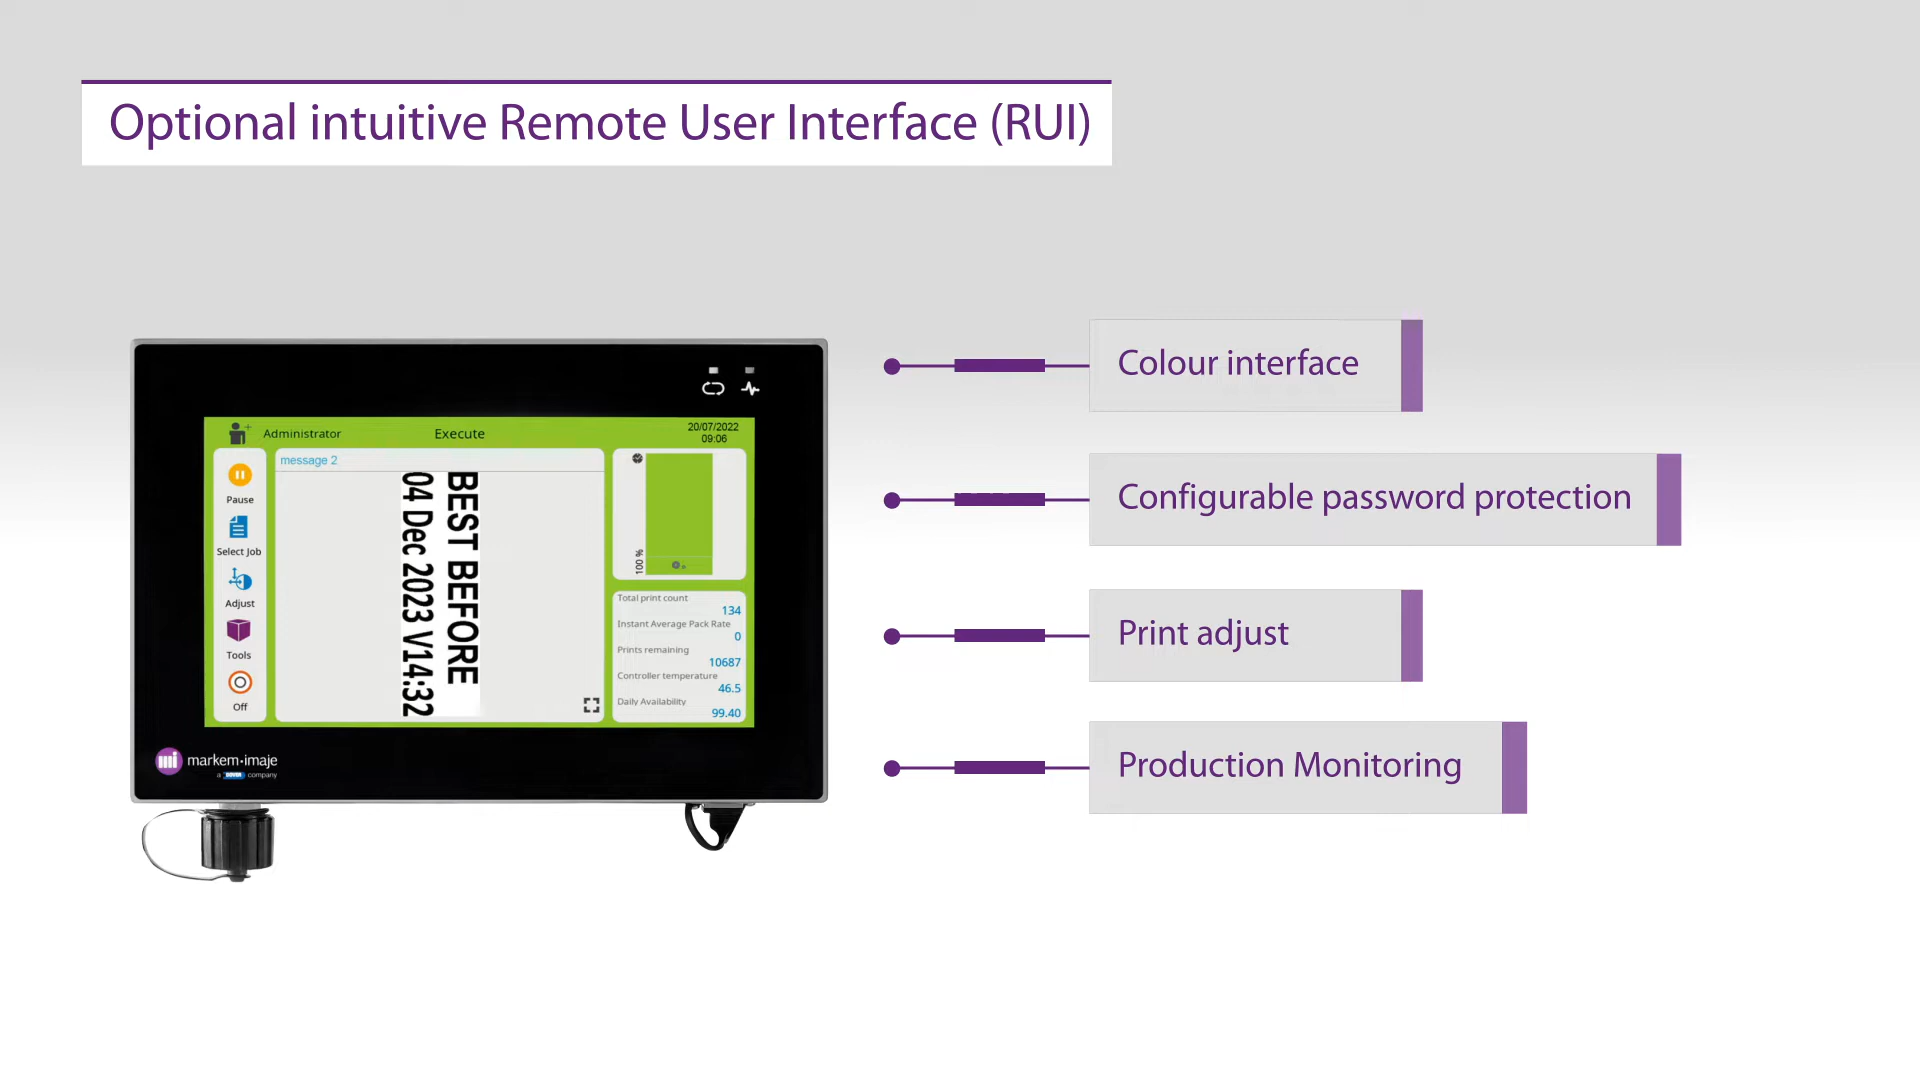 Optional intuitive Remote User Interface (RUI)
Administrator
Execute
20/07/2022
09:06
Pause
Select Job
Adjust
Tools
Off
message 2
BEST BEFORE
04 Dec 2023 V14:32
100 %
Total print count
134
Instant Average Pack Rate
0
Prints remaining
10687
Controller temperature
46.5
Daily Availability
99.40
markem·imaje
a DOVER company
Colour interface
Configurable password protection
Print adjust
Production Monitoring